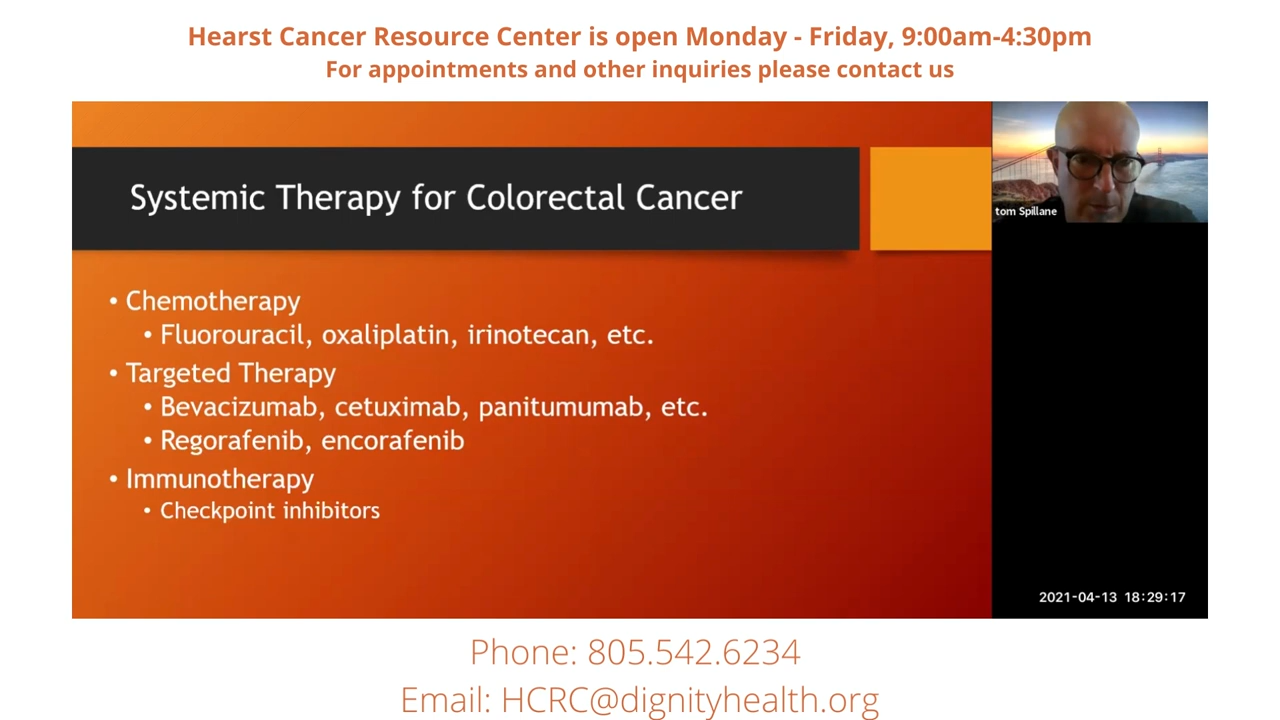 Hearst Cancer Resource Center is open Monday - Friday, 9:00am-4:30pm
For appointments and other inquiries please contact us
Systemic Therapy for Colorectal Cancer
tom Spillane
• Chemotherapy
• Fluorouracil, oxaliplatin, irinotecan, etc.
• Targeted Therapy
• Bevacizumab, cetuximab, panitumumab, etc.
• Regorafenib, encorafenib
• Immunotherapy
• Checkpoint inhibitors
2021-04-13 18:29:17
Phone: 805.542.6234
Email: HCRC@dignityhealth.org